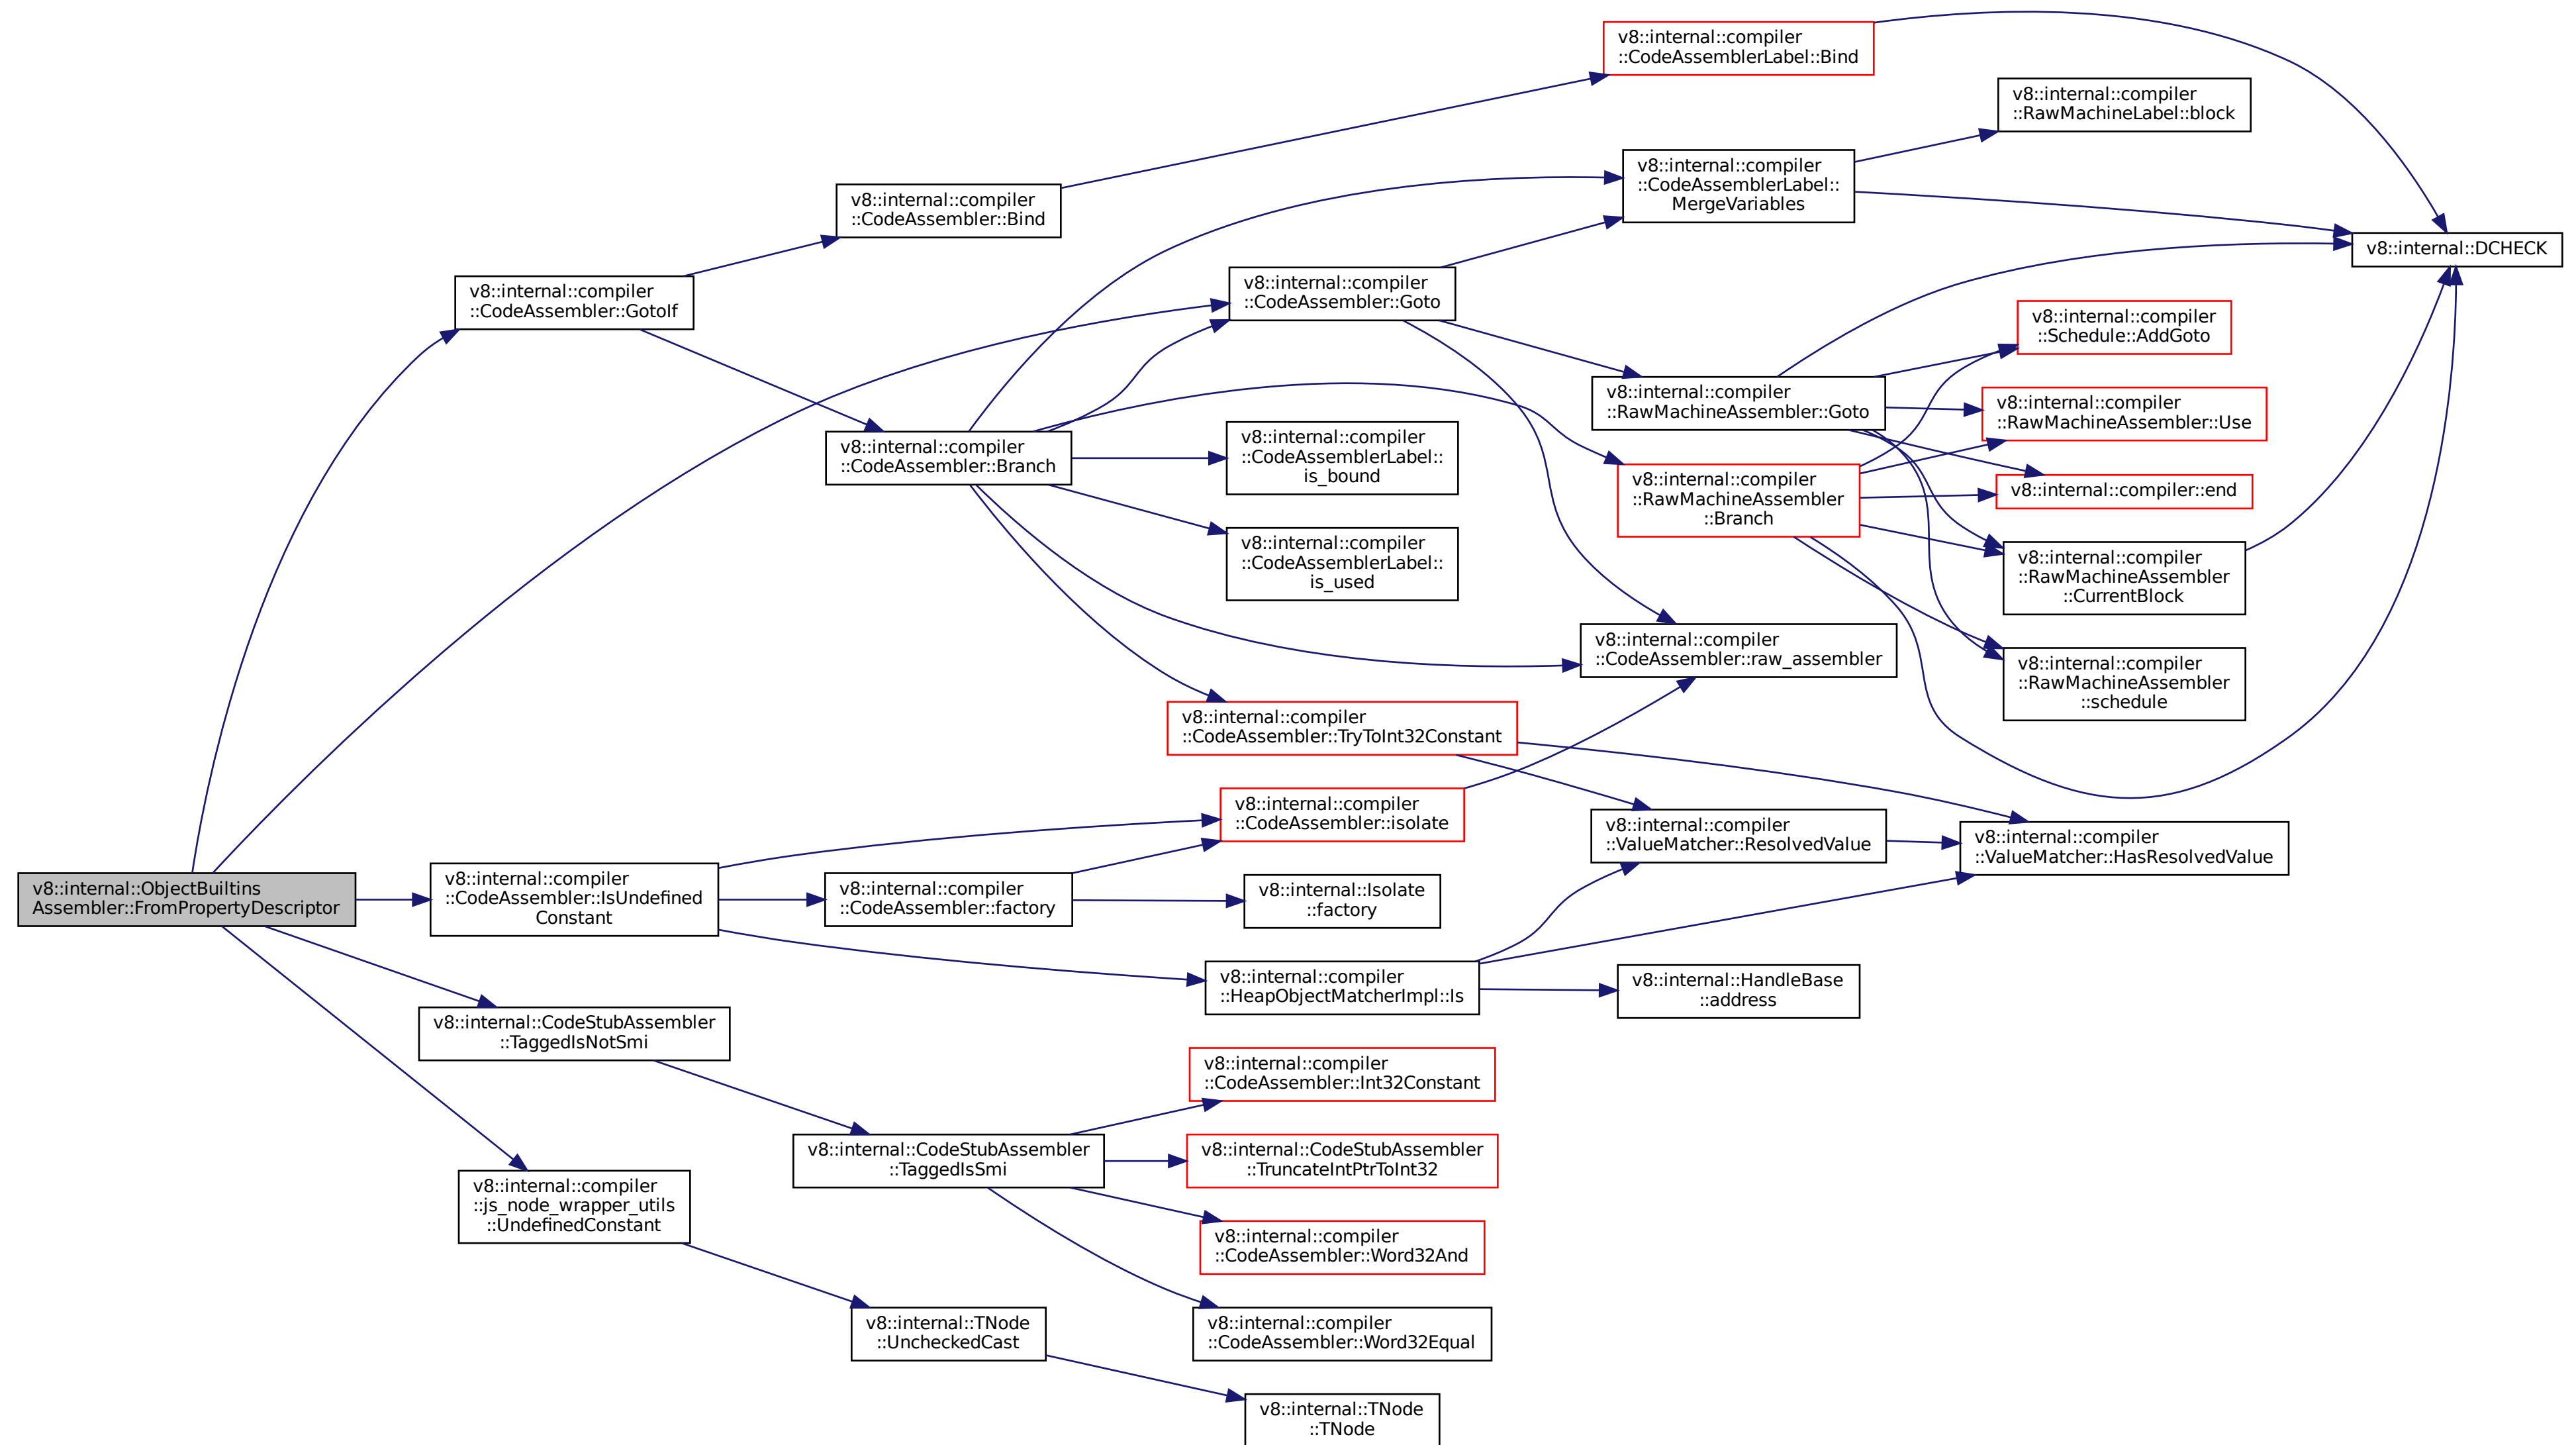 v8::internal::ObjectBuiltins
Assembler::FromPropertyDescriptor
v8::internal::compiler
::CodeAssembler::GotoIf
v8::internal::compiler
::CodeAssembler::IsUndefined
Constant
v8::internal::CodeStubAssembler
::TaggedIsNotSmi
v8::internal::compiler
::js_node_wrapper_utils
::UndefinedConstant
v8::internal::compiler
::CodeAssembler::Bind
v8::internal::compiler
::CodeAssembler::Branch
v8::internal::compiler
::CodeAssembler::factory
v8::internal::CodeStubAssembler
::TaggedIsSmi
v8::internal::TNode
::UncheckedCast
v8::internal::compiler
::CodeAssembler::Goto
v8::internal::compiler
::CodeAssemblerLabel::
is_bound
v8::internal::compiler
::CodeAssemblerLabel::
is_used
v8::internal::compiler
::CodeAssembler::TryToInt32Constant
v8::internal::compiler
::CodeAssembler::isolate
v8::internal::Isolate
::factory
v8::internal::compiler
::HeapObjectMatcherImpl::Is
v8::internal::compiler
::CodeAssembler::Int32Constant
v8::internal::CodeStubAssembler
::TruncateIntPtrToInt32
v8::internal::compiler
::CodeAssembler::Word32And
v8::internal::compiler
::CodeAssembler::Word32Equal
v8::internal::TNode
::TNode
v8::internal::compiler
::CodeAssemblerLabel::Bind
v8::internal::compiler
::CodeAssemblerLabel::
MergeVariables
v8::internal::compiler
::RawMachineAssembler::Goto
v8::internal::compiler
::RawMachineAssembler
::Branch
v8::internal::compiler
::CodeAssembler::raw_assembler
v8::internal::compiler
::ValueMatcher::ResolvedValue
v8::internal::HandleBase
::address
v8::internal::compiler
::RawMachineLabel::block
v8::internal::DCHECK
v8::internal::compiler
::Schedule::AddGoto
v8::internal::compiler
::RawMachineAssembler::Use
v8::internal::compiler::end
v8::internal::compiler
::RawMachineAssembler
::CurrentBlock
v8::internal::compiler
::RawMachineAssembler
::schedule
v8::internal::compiler
::ValueMatcher::HasResolvedValue